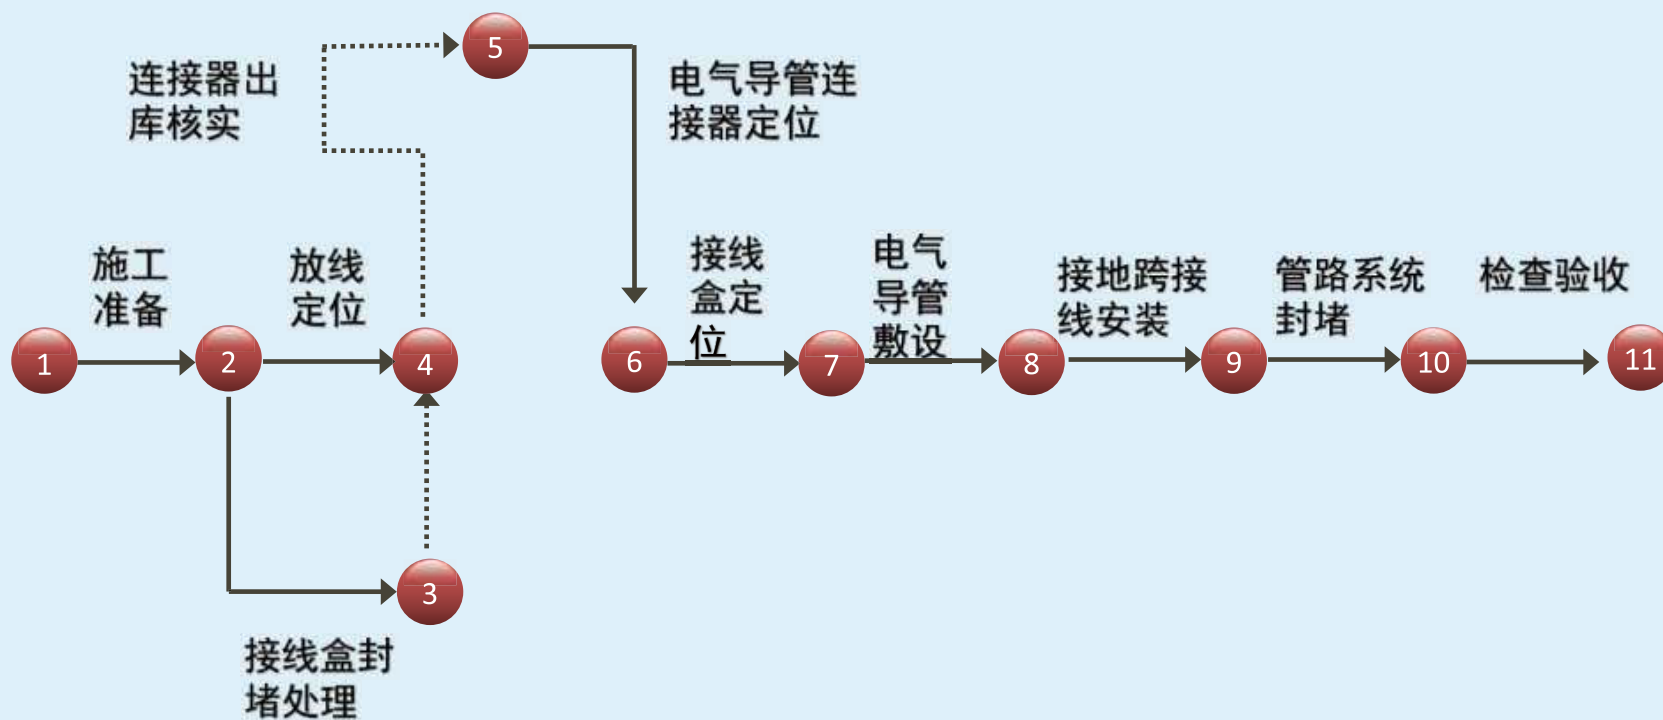 5
连接器出
库核实
电气导管连
接器定位
施工
准备
放线
定位
接线
盒定
位
电气
导管
敷设
接地跨接
线安装
管路系统
封堵
检查验收
1
2
4
6
7
8
9
10
11
3
接线盒封
堵处理